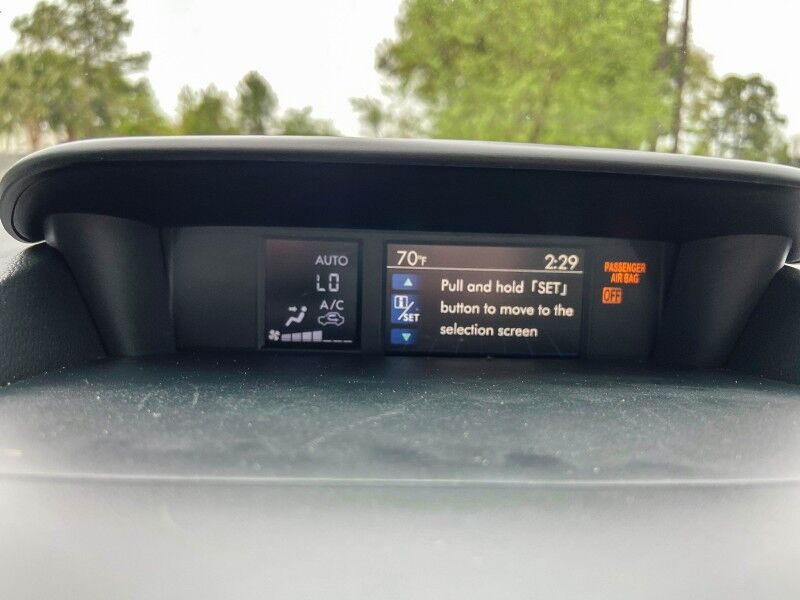 AUTO
LO
A/C
70°F 2:29
i/SET
Pull and hold「SET」
button to move to the
selection screen
PASSENGER
AIR BAG
OFF